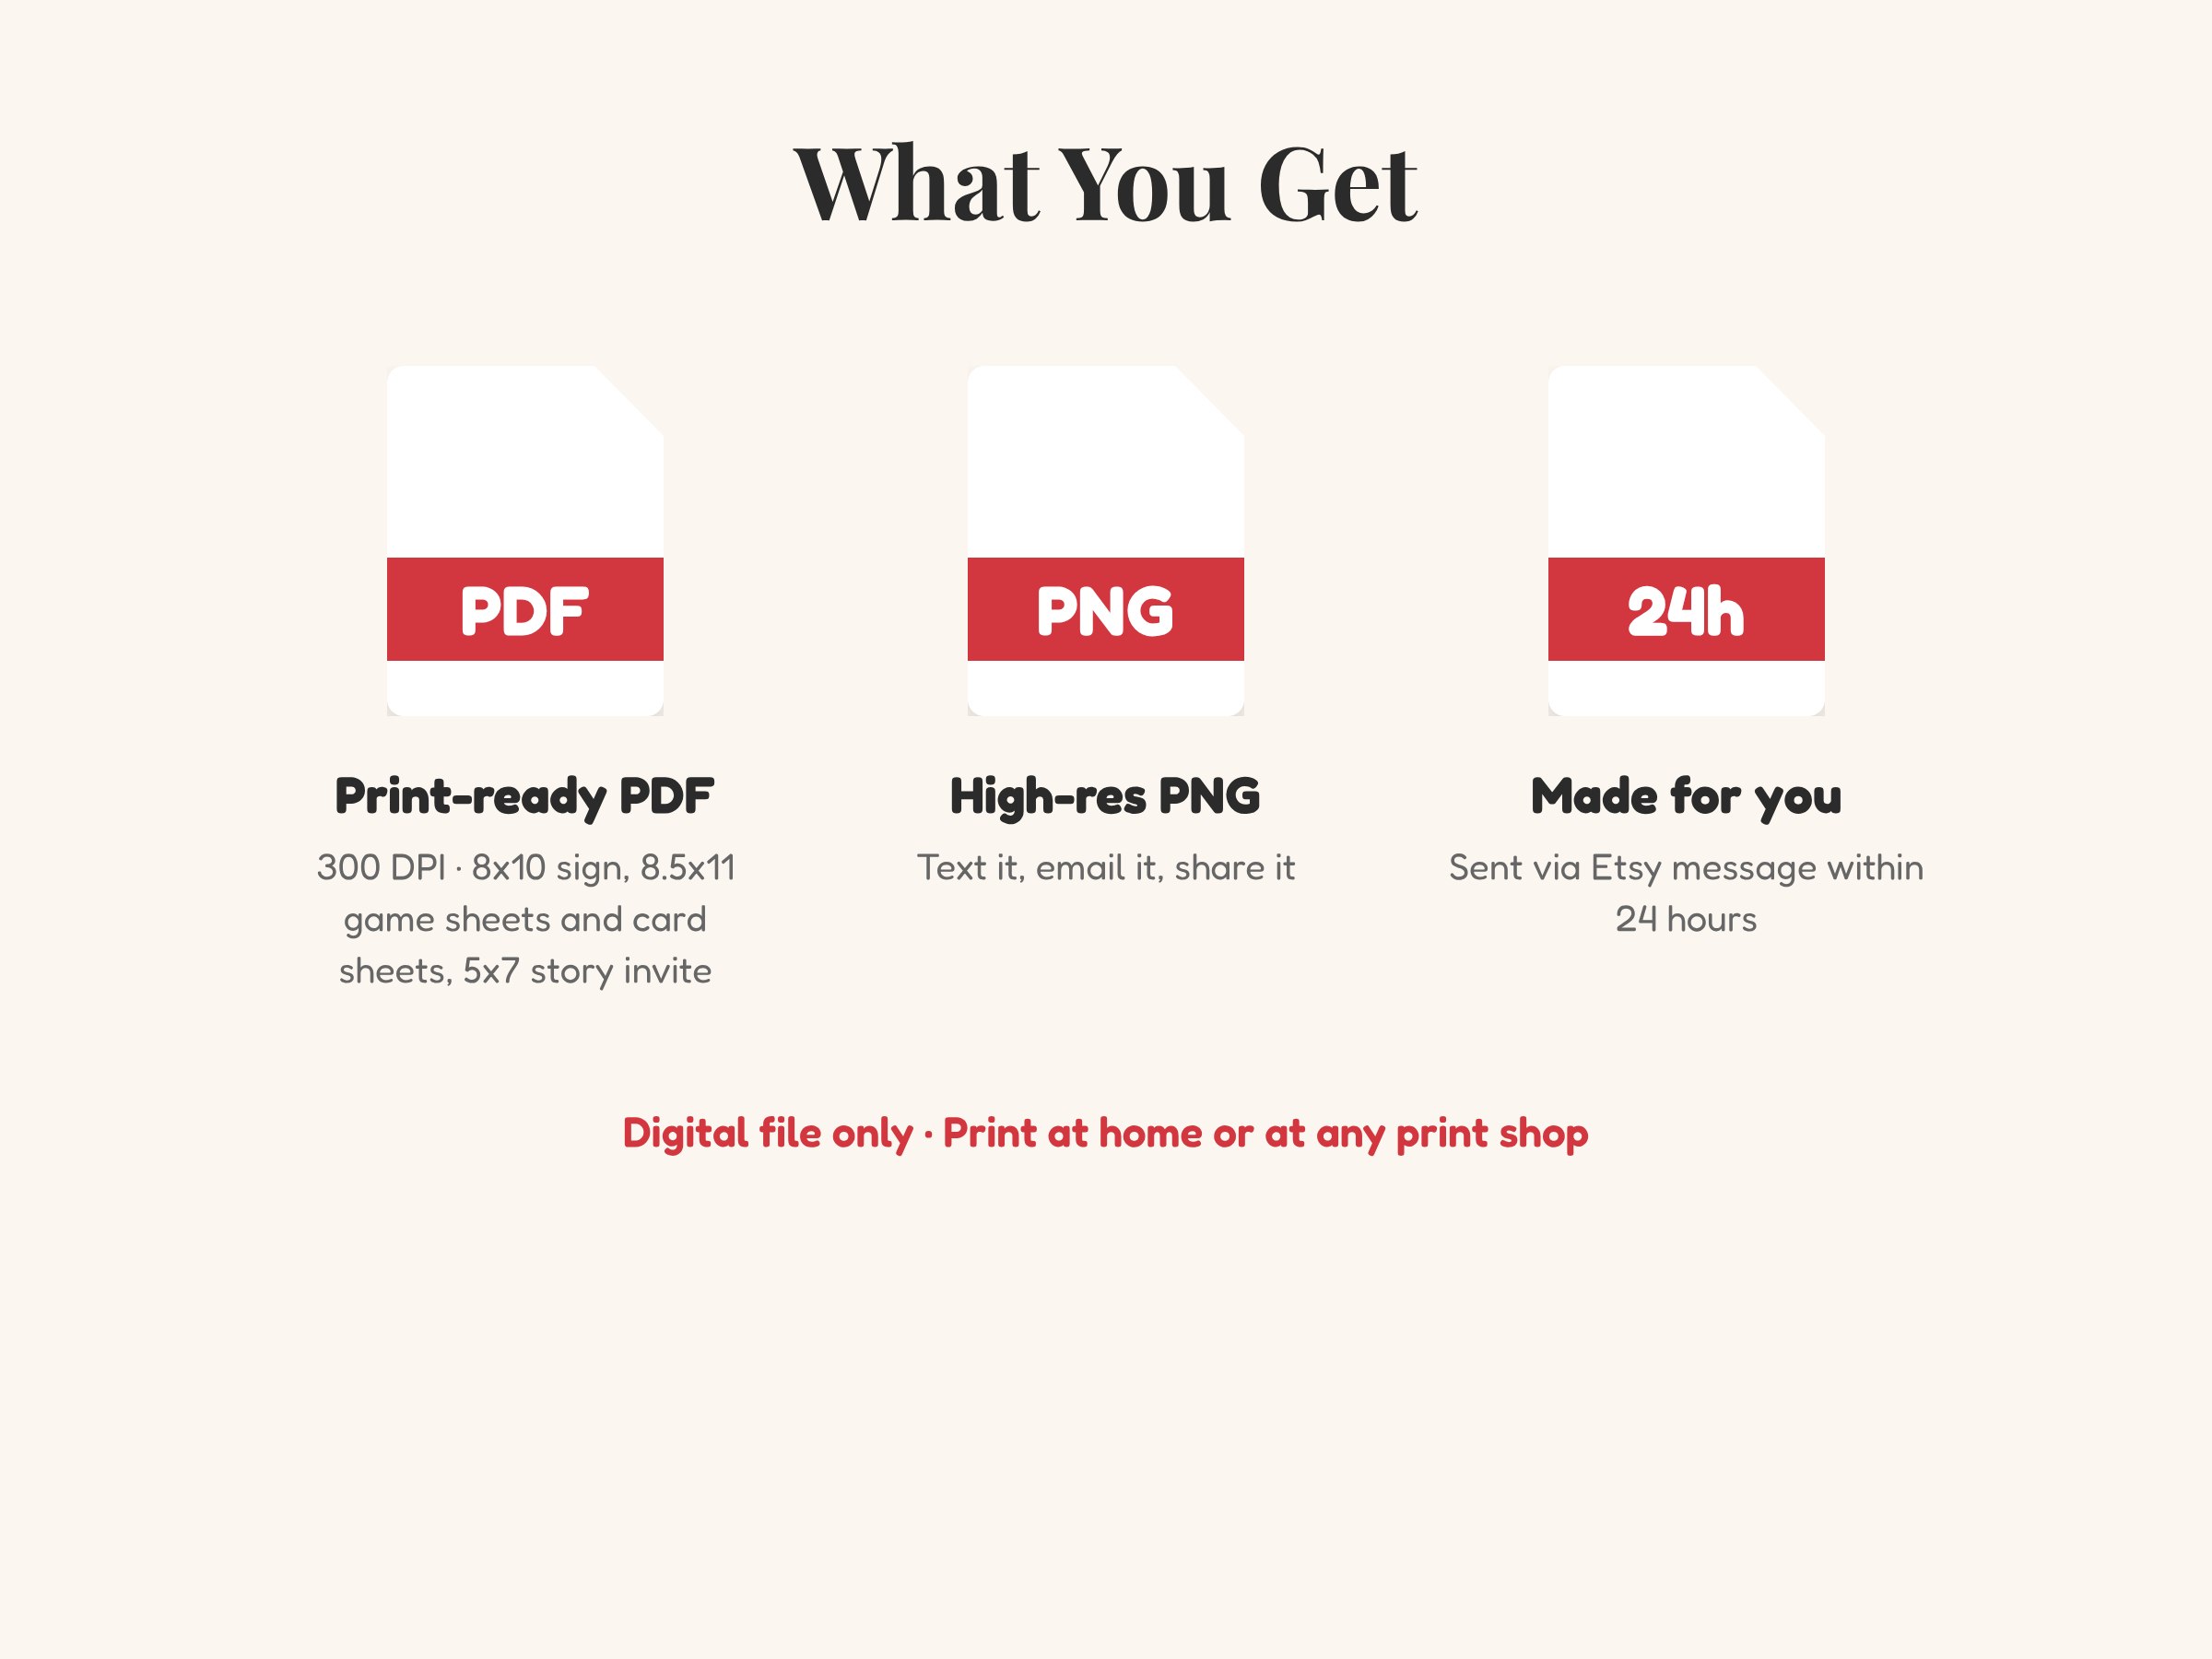 What You Get
PDF
PNG
24h
Print-ready PDF
300 DPI · 8x10 sign, 8.5x11
game sheets and card
sheets, 5x7 story invite
High-res PNG
Text it, email it, share it
Made for you
Sent via Etsy message within
24 hours
Digital file only · Print at home or at any print shop